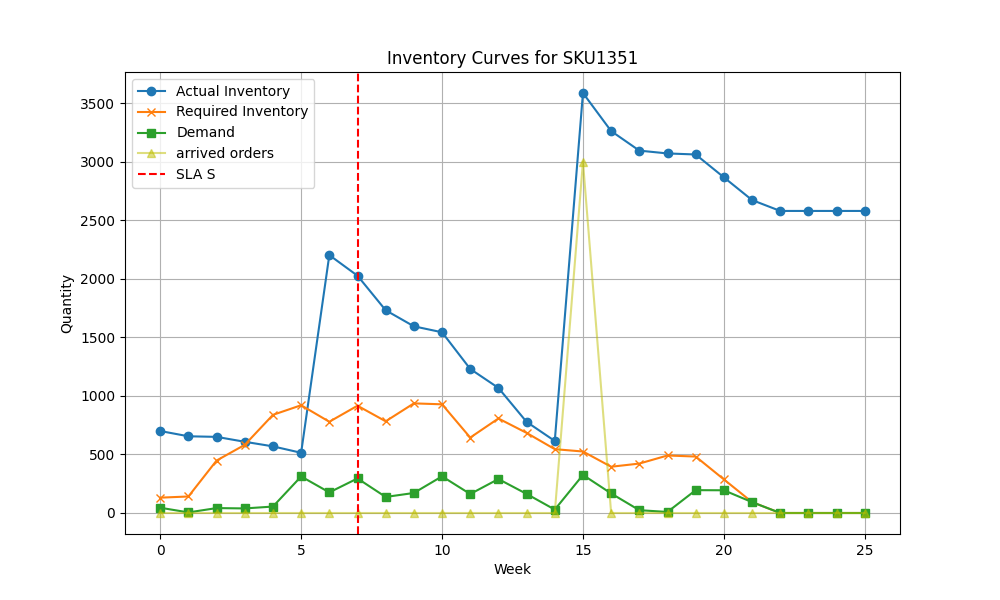 Inventory Curves for SKU1351
Actual Inventory
Required Inventory
Demand
arrived orders
SLA S
Quantity
3500
3000
2500
2000
1500
1000
500
0
0 5 10 15 20 25
Week